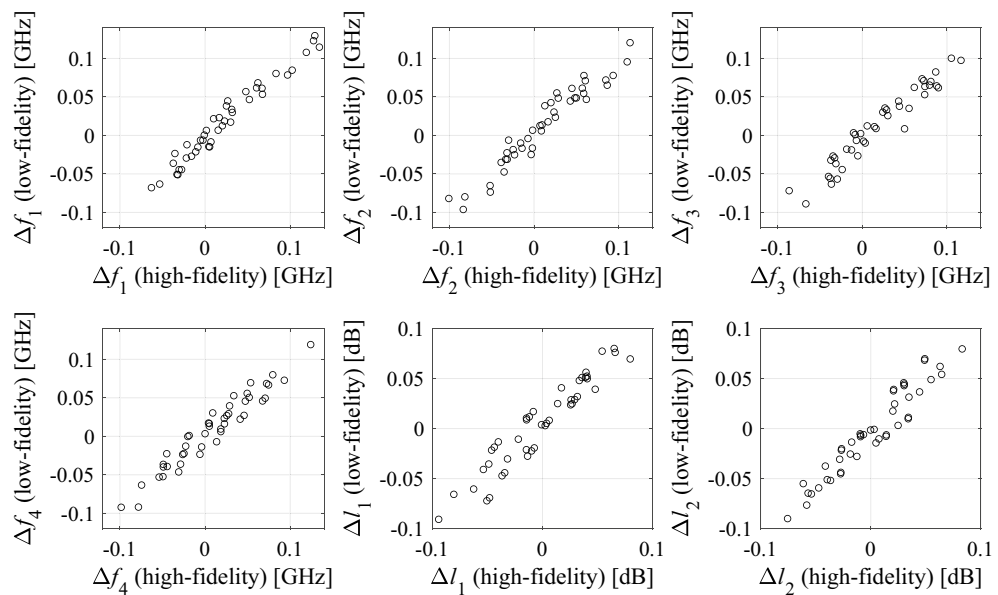 Δf1 (low-fidelity) [GHz]
0.1
0.05
0
-0.05
-0.1
-0.1 0 0.1
Δf1 (high-fidelity) [GHz]
Δf2 (low-fidelity) [GHz]
0.1
0.05
0
-0.05
-0.1
-0.1 0 0.1
Δf2 (high-fidelity) [GHz]
Δf3 (low-fidelity) [GHz]
0.1
0.05
0
-0.05
-0.1
-0.1 0 0.1
Δf3 (high-fidelity) [GHz]
Δf4 (low-fidelity) [GHz]
0.1
0.05
0
-0.05
-0.1
-0.1 0 0.1
Δf4 (high-fidelity) [GHz]
Δl1 (low-fidelity) [dB]
0.1
0.05
0
-0.05
-0.1
-0.1 0 0.1
Δl1 (high-fidelity) [dB]
Δl2 (low-fidelity) [dB]
0.1
0.05
0
-0.05
-0.1
-0.1 0 0.1
Δl2 (high-fidelity) [dB]